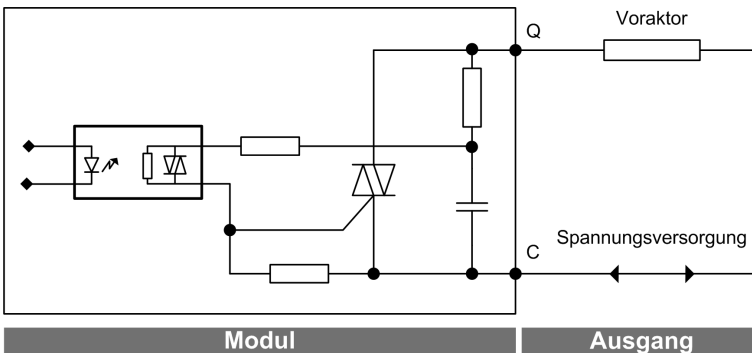 Voraktor
Q
Spannungsversorgung
C
Modul
Ausgang